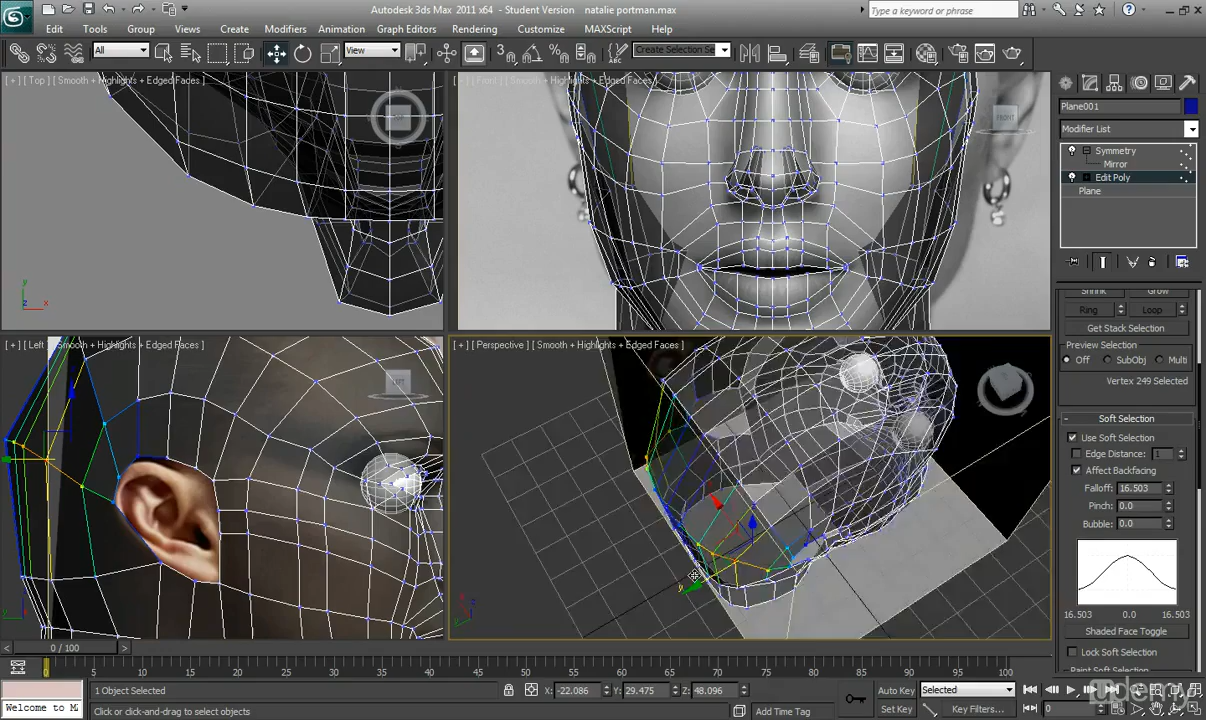 Autodesk 3ds Max 2011 x64 - Student Version natalie portman.max
Type a keyword or phrase
Edit Tools Group Views Create Modifiers Animation Graph Editors Rendering Customize MAXScript Help
All View Create Selection Se
[ + ] [ Top ] [ Smooth + Highlights + Edged Faces ]
[ + ] [ Front ] [ Smooth + Highlights + Edged Faces ]
TOP
FRONT
Plane001
Modifier List
Symmetry
Mirror
Edit Poly
Plane
Shrink Grow
Ring Loop
Get Stack Selection
Preview Selection
Off SubObj Multi
Vertex 249 Selected
Soft Selection
Use Soft Selection
Edge Distance: 1
Affect Backfacing
Falloff: 16.503
Pinch: 0.0
Bubble: 0.0
16.503 0.0 16.503
Shaded Face Toggle
Lock Soft Selection
Paint Soft Selection
[ + ] [ Left ] [ Smooth + Highlights + Edged Faces ]
[ + ] [ Perspective ] [ Smooth + Highlights + Edged Faces ]
LEFT
y
x
z
0 / 100
0 5 10 15 20 25 30 35 40 45 50 55 60 65 70 75 80 85 90 95 100
1 Object Selected X: -22.086 Y: 29.475 Z: 48.096 Auto Key Selected
Welcome to MA Click or click-and-drag to select objects Add Time Tag Set Key Key Filters... 0
Udemy